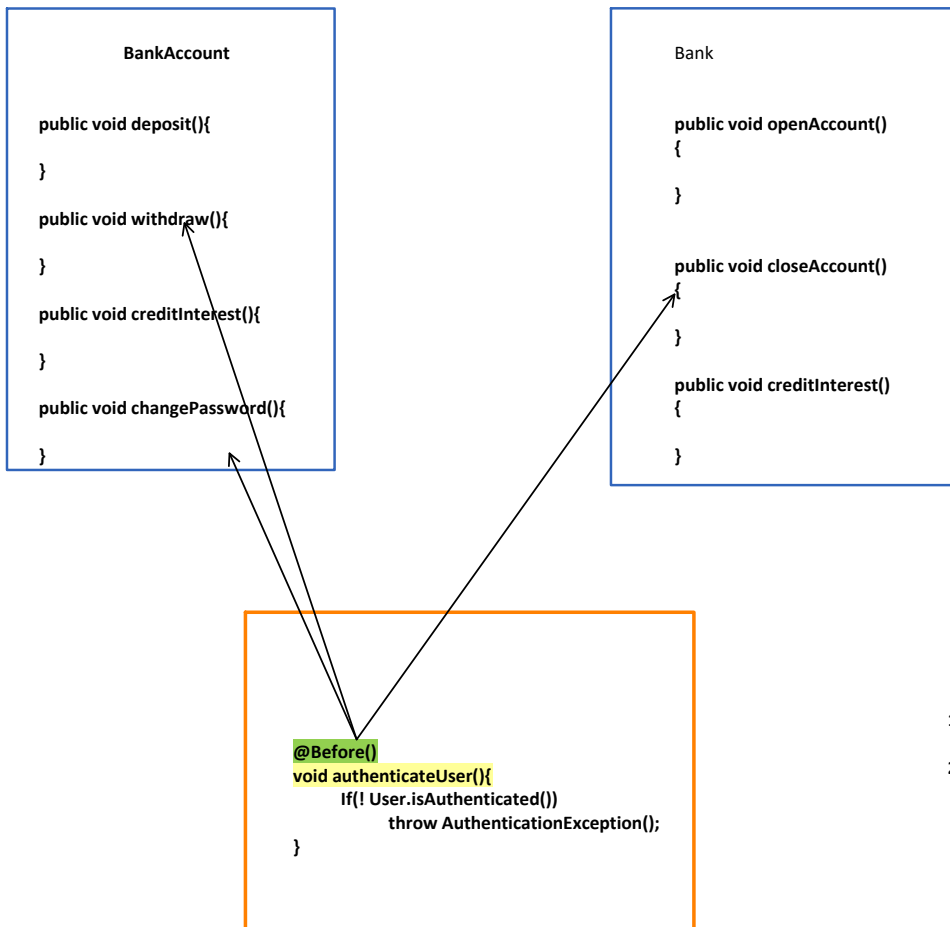 BankAccount
public void deposit(){
}
public void withdraw(){
}
public void creditInterest(){
}
public void changePassword(){
}
Bank
public void openAccount()
{
}
public void closeAccount()
{
}
public void creditInterest()
{
}
@Before()
void authenticateUser(){
If(! User.isAuthenticated())
throw AuthenticationException();
}